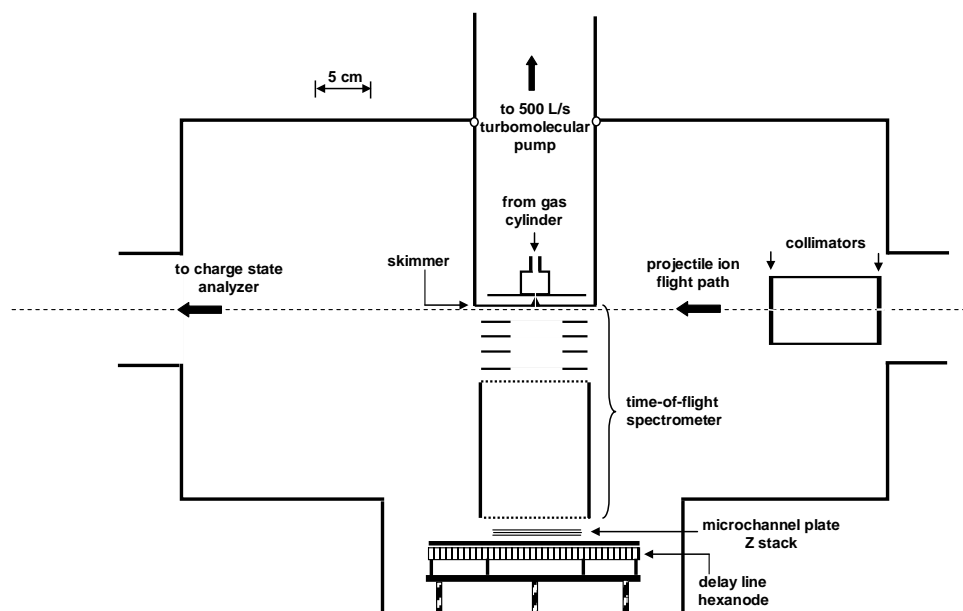 5 cm
to 500 L/s
turbomolecular
pump
from gas
cylinder
collimators
skimmer
to charge state
analyzer
projectile ion
flight path
time-of-flight
spectrometer
microchannel plate
Z stack
delay line
hexanode